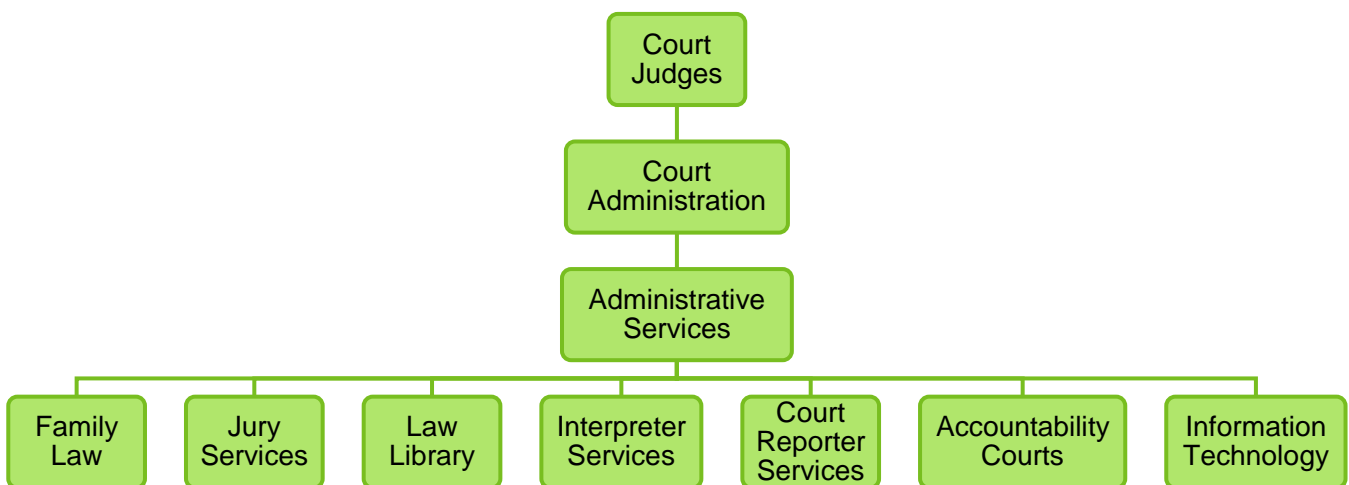 Court
Judges
Court
Administration
Administrative
Services
Family
Law
Jury
Services
Law
Library
Interpreter
Services
Court
Reporter
Services
Accountability
Courts
Information
Technology